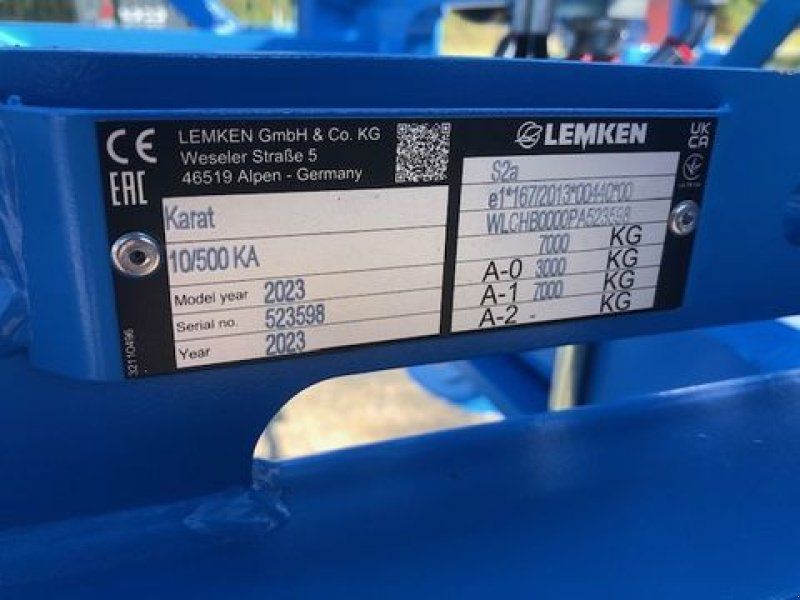 CE
EAC
LEMKEN GmbH & Co. KG
Weseler Straße 5
46519 Alpen - Germany
Karat
10/500 KA
Model year 2023
Serial no. 523598
Year 2023
32110496
LEMKEN
UK
CA
S2a
e1*167/2013*00440*00
WLCHB0000PA523598
7000 KG
A-0 3000 KG
A-1 7000 KG
A-2 - KG